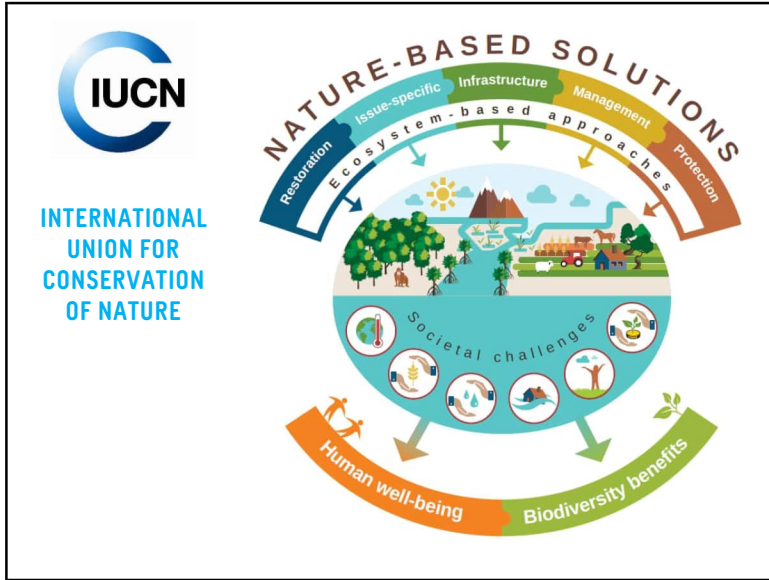 IUCN
INTERNATIONAL
UNION FOR
CONSERVATION
OF NATURE
NATURE-BASED SOLUTIONS
Restoration
Issue-specific
Infrastructure
Management
Protection
Ecosystem-based approaches
Societal challenges
Human well-being
Biodiversity benefits